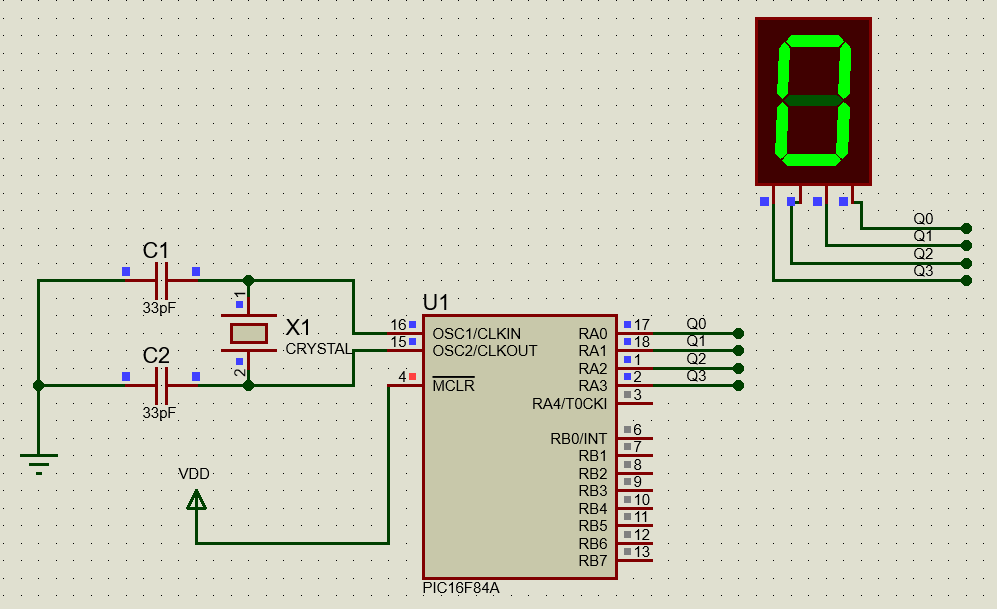 Q0
Q1
Q2
Q3
C1
33pF
1
X1
CRYSTAL
2
C2
33pF
VDD
U1
16 OSC1/CLKIN RA0 17 Q0
15 OSC2/CLKOUT RA1 18 Q1
RA2 1 Q2
4 MCLR RA3 2 Q3
RA4/T0CKI 3
RB0/INT 6
RB1 7
RB2 8
RB3 9
RB4 10
RB5 11
RB6 12
RB7 13
PIC16F84A
0